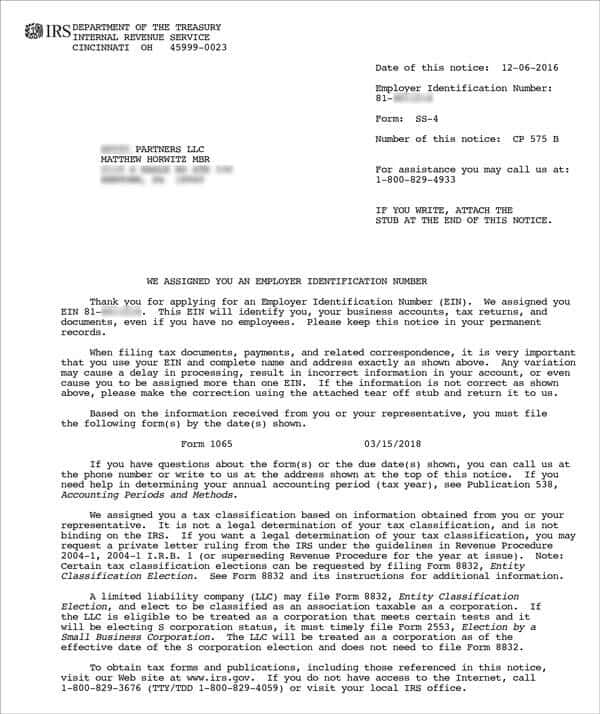 IRS DEPARTMENT OF THE TREASURY
INTERNAL REVENUE SERVICE
CINCINNATI OH 45999-0023
Date of this notice: 12-06-2016
Employer Identification Number:
81-
Form: SS-4
Number of this notice: CP 575 B
For assistance you may call us at:
1-800-829-4933
IF YOU WRITE, ATTACH THE
STUB AT THE END OF THIS NOTICE.
PARTNERS LLC
MATTHEW HORWITZ MBR
WE ASSIGNED YOU AN EMPLOYER IDENTIFICATION NUMBER
Thank you for applying for an Employer Identification Number (EIN). We assigned you
EIN 81- . This EIN will identify you, your business accounts, tax returns, and
documents, even if you have no employees. Please keep this notice in your permanent
records.
When filing tax documents, payments, and related correspondence, it is very important
that you use your EIN and complete name and address exactly as shown above. Any variation
may cause a delay in processing, result in incorrect information in your account, or even
cause you to be assigned more than one EIN. If the information is not correct as shown
above, please make the correction using the attached tear off stub and return it to us.
Based on the information received from you or your representative, you must file
the following form(s) by the date(s) shown.
Form 1065 03/15/2018
If you have questions about the form(s) or the due date(s) shown, you can call us at
the phone number or write to us at the address shown at the top of this notice. If you
need help in determining your annual accounting period (tax year), see Publication 538,
Accounting Periods and Methods.
We assigned you a tax classification based on information obtained from you or your
representative. It is not a legal determination of your tax classification, and is not
binding on the IRS. If you want a legal determination of your tax classification, you may
request a private letter ruling from the IRS under the guidelines in Revenue Procedure
2004-1, 2004-1 I.R.B. 1 (or superseding Revenue Procedure for the year at issue). Note:
Certain tax classification elections can be requested by filing Form 8832, Entity
Classification Election. See Form 8832 and its instructions for additional information.
A limited liability company (LLC) may file Form 8832, Entity Classification
Election, and elect to be classified as an association taxable as a corporation. If
the LLC is eligible to be treated as a corporation that meets certain tests and it
will be electing S corporation status, it must timely file Form 2553, Election by a
Small Business Corporation. The LLC will be treated as a corporation as of the
effective date of the S corporation election and does not need to file Form 8832.
To obtain tax forms and publications, including those referenced in this notice,
visit our Web site at www.irs.gov. If you do not have access to the Internet, call
1-800-829-3676 (TTY/TDD 1-800-829-4059) or visit your local IRS office.